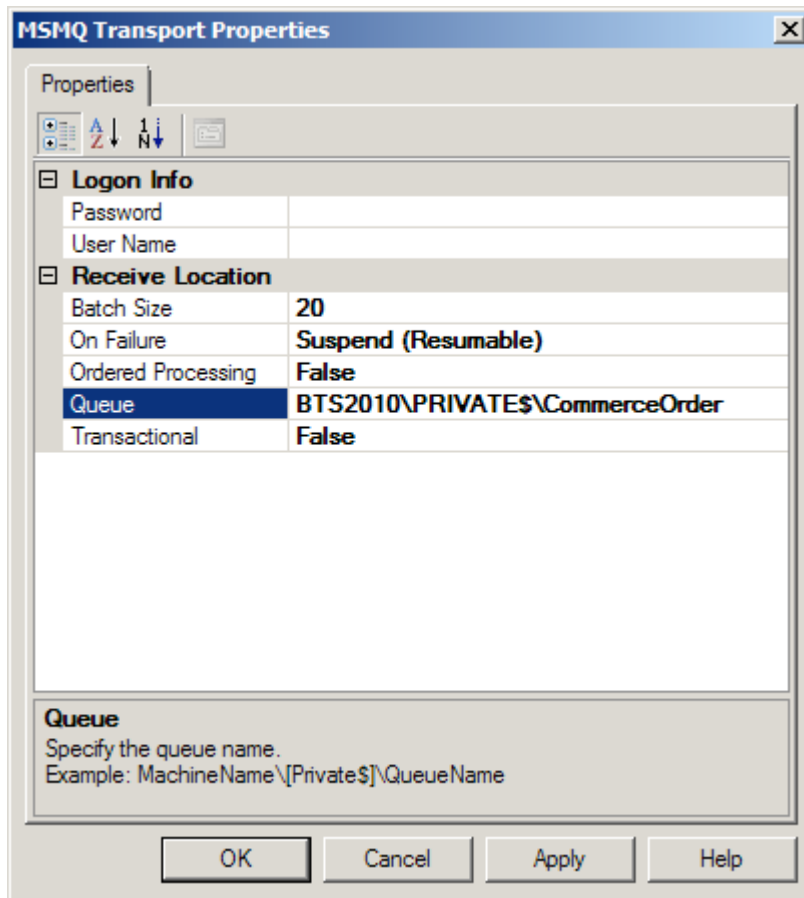 MSMQ Transport Properties
Properties
Logon Info
Password
User Name
Receive Location
Batch Size 20
On Failure Suspend (Resumable)
Ordered Processing False
Queue BTS2010\PRIVATE$\CommerceOrder
Transactional False
Queue
Specify the queue name.
Example: MachineName\[Private$]\QueueName
OK Cancel Apply Help